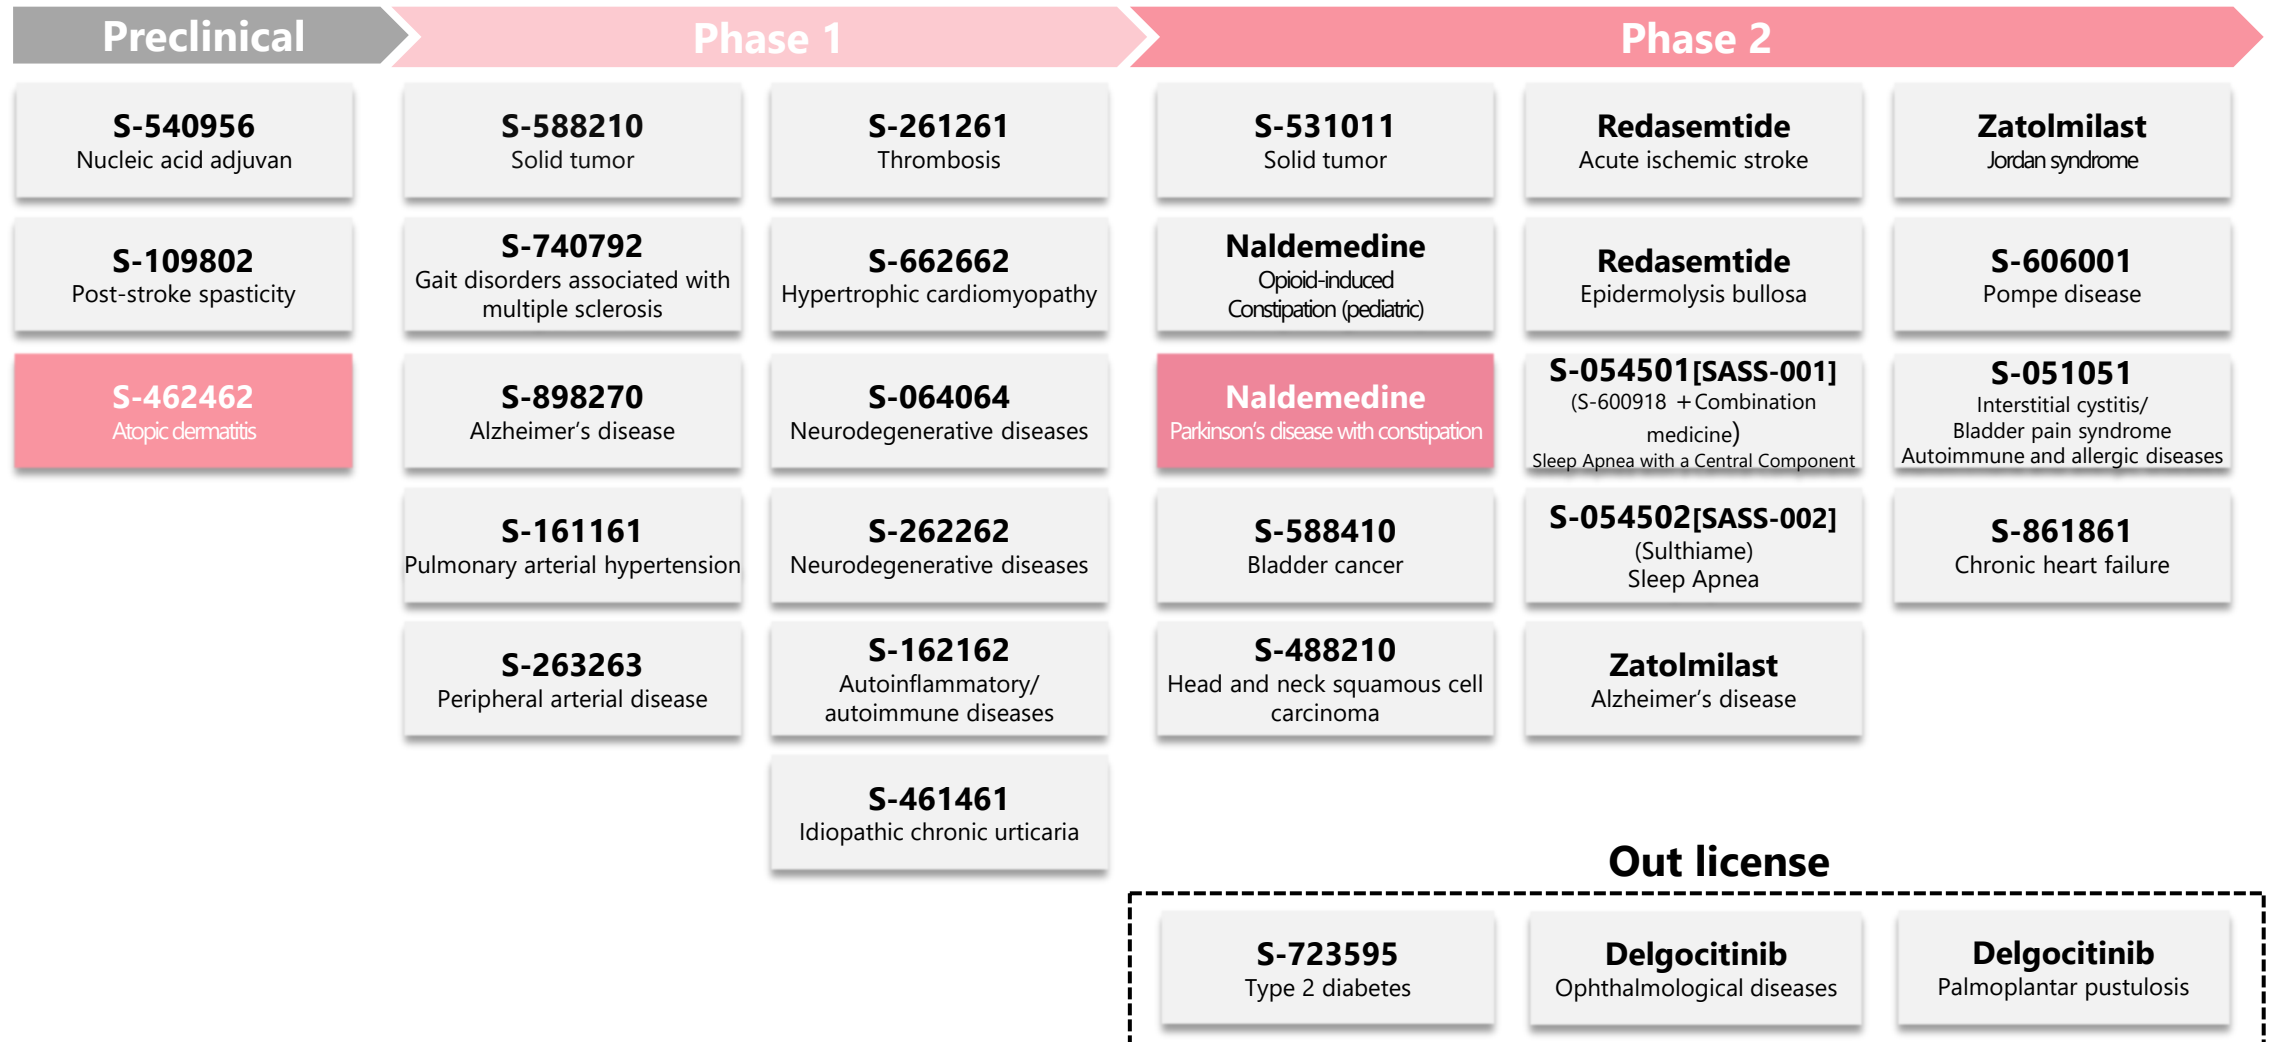 Preclinical
Phase 1
Phase 2
S-540956
Nucleic acid adjuvan
S-109802
Post-stroke spasticity
S-462462
Atopic dermatitis
S-588210
Solid tumor
S-740792
Gait disorders associated with
multiple sclerosis
S-898270
Alzheimer's disease
S-161161
Pulmonary arterial hypertension
S-263263
Peripheral arterial disease
S-261261
Thrombosis
S-662662
Hypertrophic cardiomyopathy
S-064064
Neurodegenerative diseases
S-262262
Neurodegenerative diseases
S-162162
Autoinflammatory/
autoimmune diseases
S-461461
Idiopathic chronic urticaria
S-531011
Solid tumor
Naldemedine
Opioid-induced
Constipation (pediatric)
Naldemedine
Parkinson's disease with constipation
S-588410
Bladder cancer
S-488210
Head and neck squamous cell
carcinoma
Redasemtide
Acute ischemic stroke
Redasemtide
Epidermolysis bullosa
S-054501[SASS-001]
(S-600918 +Combination
medicine)
Sleep Apnea with a Central Component
S-054502[SASS-002]
(Sulthiame)
Sleep Apnea
Zatolmilast
Alzheimer's disease
Zatolmilast
Jordan syndrome
S-606001
Pompe disease
S-051051
Interstitial cystitis/
Bladder pain syndrome
Autoimmune and allergic diseases
S-861861
Chronic heart failure
Out license
S-723595
Type 2 diabetes
Delgocitinib
Ophthalmological diseases
Delgocitinib
Palmoplantar pustulosis